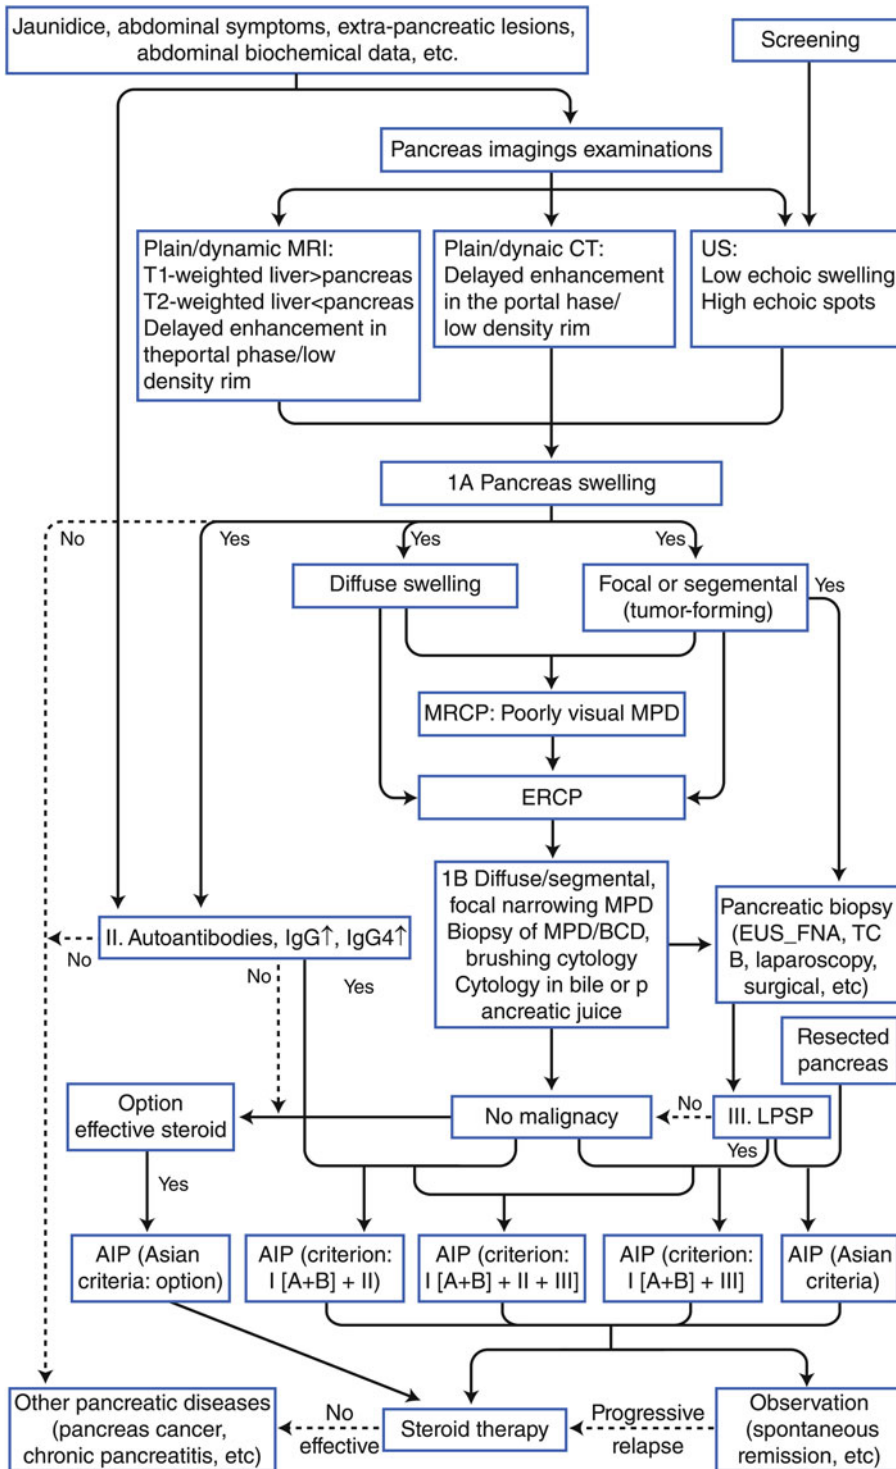 Jaunidice, abdominal symptoms, extra-pancreatic lesions,
abdominal biochemical data, etc.
Screening
Pancreas imagings examinations
Plain/dynamic MRI:
T1-weighted liver>pancreas
T2-weighted liver<pancreas
Delayed enhancement in
theportal phase/low
density rim
Plain/dynaic CT:
Delayed enhancement
in the portal hase/
low density rim
US:
Low echoic swelling
High echoic spots
1A Pancreas swelling
No
Yes
Yes
Yes
Diffuse swelling
Focal or segemental
(tumor-forming)
Yes
MRCP: Poorly visual MPD
ERCP
1B Diffuse/segmental,
focal narrowing MPD
Biopsy of MPD/BCD,
brushing cytology
Cytology in bile or p
ancreatic juice
Pancreatic biopsy
(EUS_FNA, TC
B, laparoscopy,
surgical, etc)
II. Autoantibodies, IgG↑, IgG4↑
No
No
Yes
Resected
pancreas
Option
effective steroid
No malignacy
No
III. LPSP
Yes
Yes
AIP (Asian
criteria: option)
AIP (criterion:
I [A+B] + II)
AIP (criterion:
I [A+B] + II + III]
AIP (criterion:
I [A+B] + III]
AIP (Asian
criteria)
Other pancreatic diseases
(pancreas cancer,
chronic pancreatitis, etc)
No
effective
Steroid therapy
Progressive
relapse
Observation
(spontaneous
remission, etc)